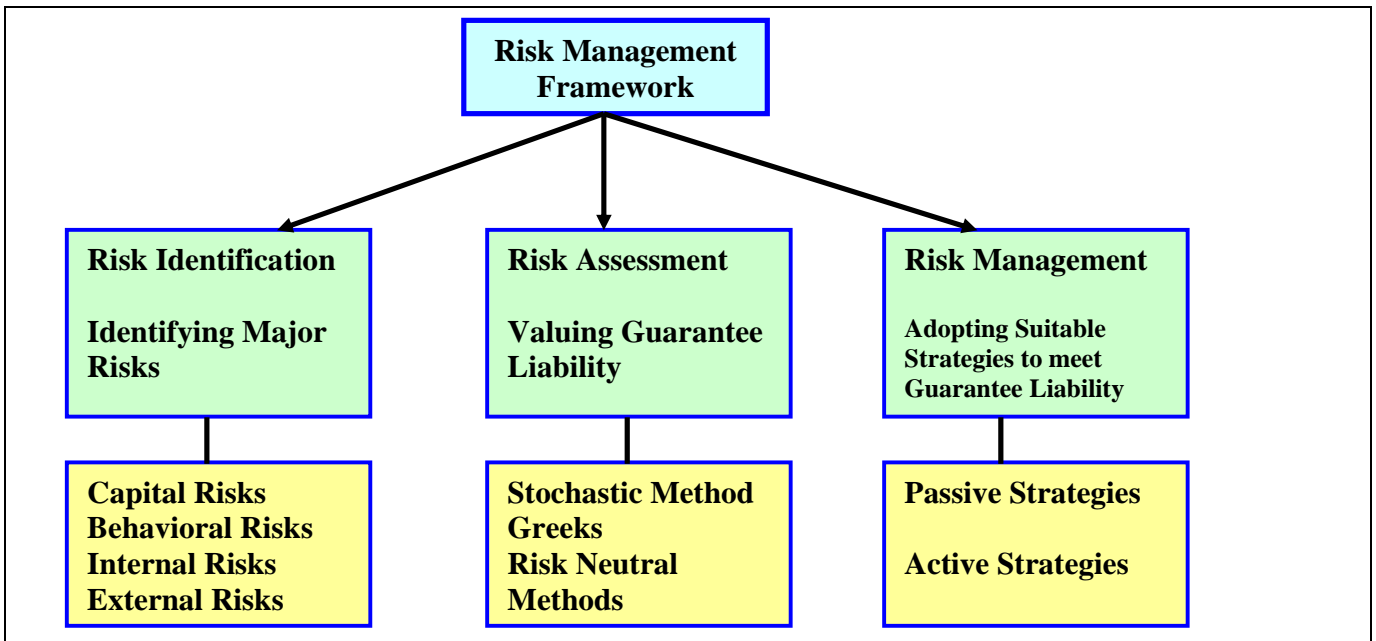 Risk Management
Framework
Risk Identification
Identifying Major
Risks
Risk Assessment
Valuing Guarantee
Liability
Risk Management
Adopting Suitable
Strategies to meet
Guarantee Liability
Capital Risks
Behavioral Risks
Internal Risks
External Risks
Stochastic Method
Greeks
Risk Neutral
Methods
Passive Strategies
Active Strategies